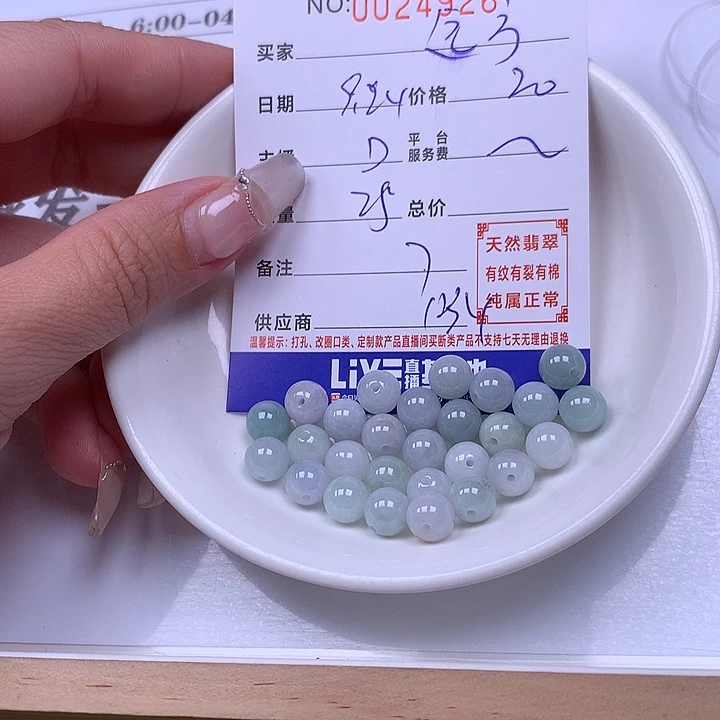 6:00-04
NO:0024926
买家
日期 9.24 价格 20
D 平台服务费
量 28 总价
天然翡翠
有纹有裂有棉
纯属正常
备注 7
供应商 1234
温馨提示：打孔、改圈口类、定制款产品直播间买断类产品不支持七天无理由退换
LiVE 直播